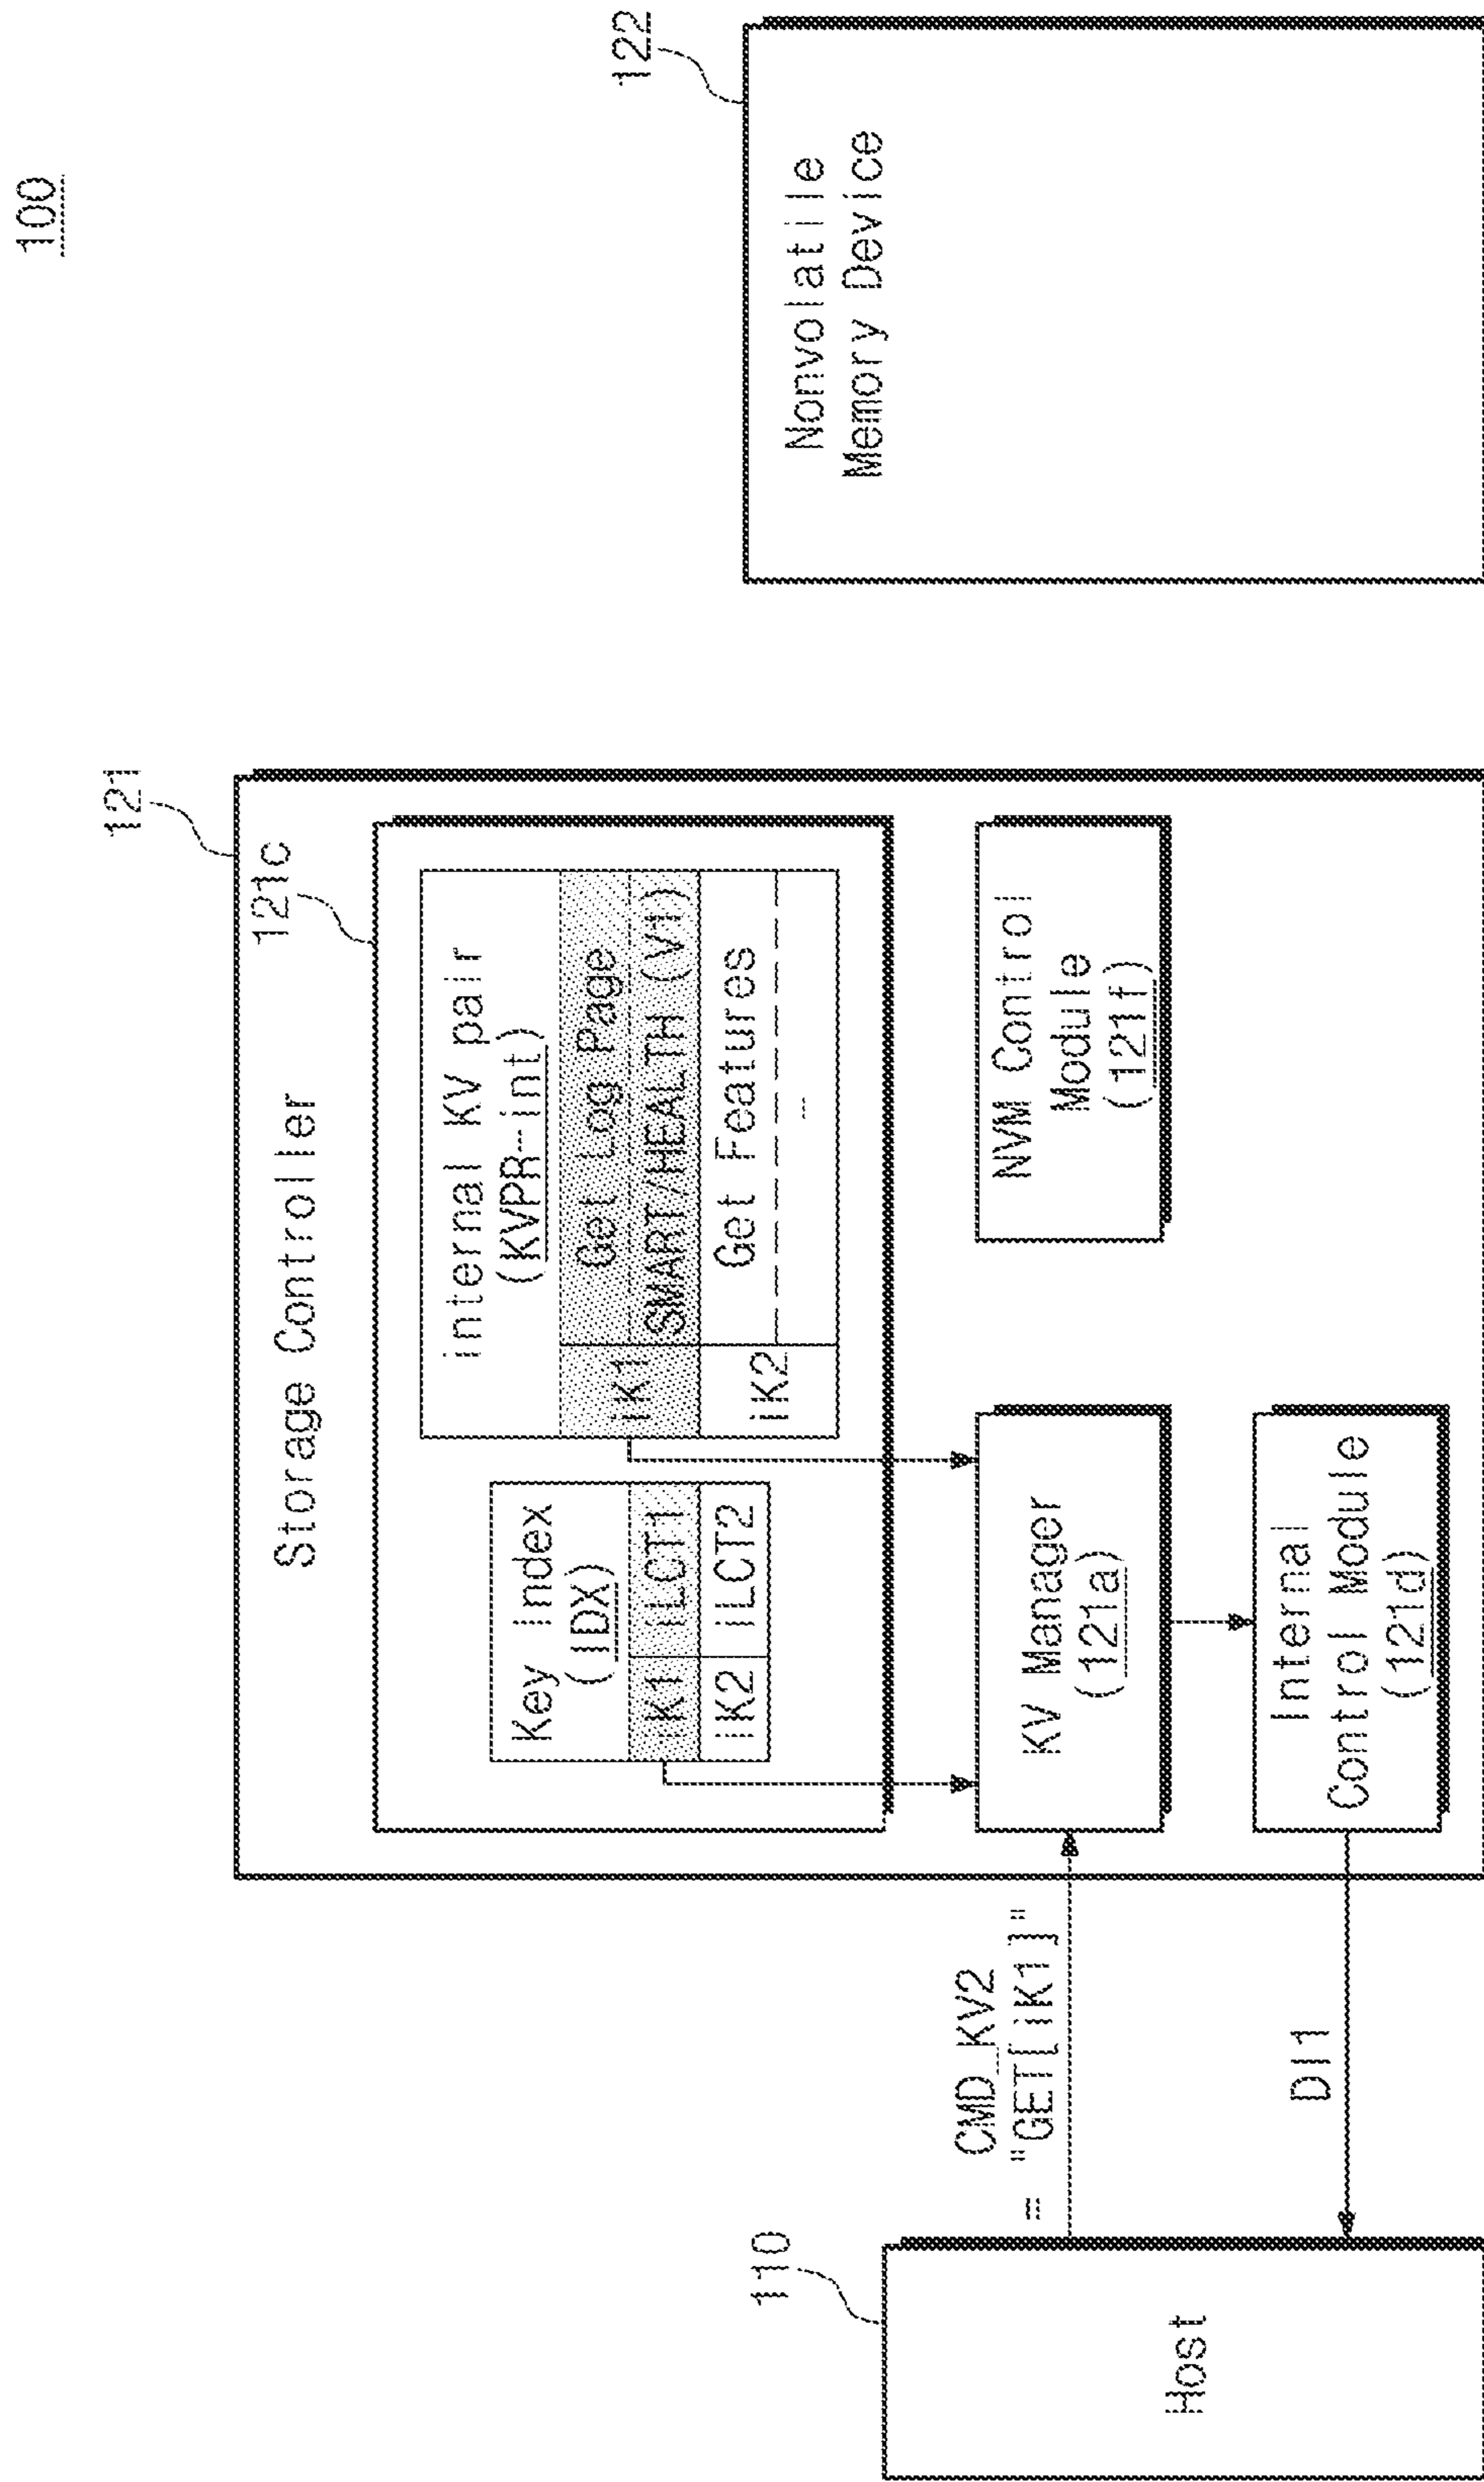 100
121
Storage Controller
121c
Key Index
(IDX)
iK1 iLCT1
iK2 iLCT2
internal KV pair
(KVPR-int)
iK1
Get Log Page
SMART/HEALTH (V1)
iK2
Get Features
...
122
Nonvolatile
Memory Device
110
Host
CMD_KV2
= "GET[iK1]"
DI1
KV Manager
(121a)
NVM Control
Module
(121f)
Internal
Control Module
(121d)